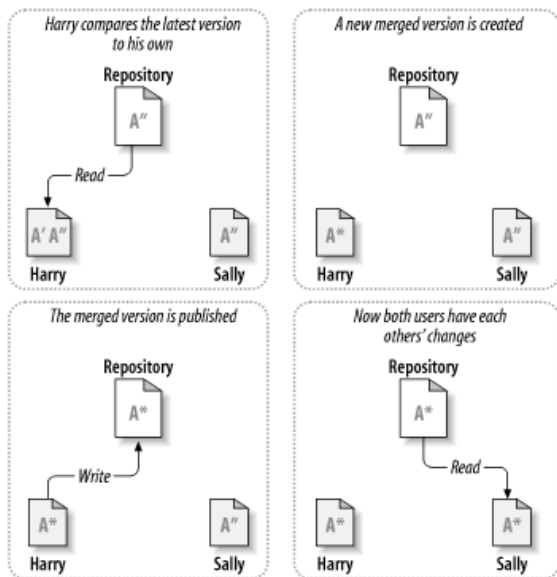 Harry compares the latest version
to his own
Repository
A″
Read
A′ A″
A″
Harry
Sally
A new merged version is created
Repository
A″
A*
A″
Harry
Sally
The merged version is published
Repository
A*
Write
A*
A″
Harry
Sally
Now both users have each
others’ changes
Repository
A*
Read
A*
A*
Harry
Sally